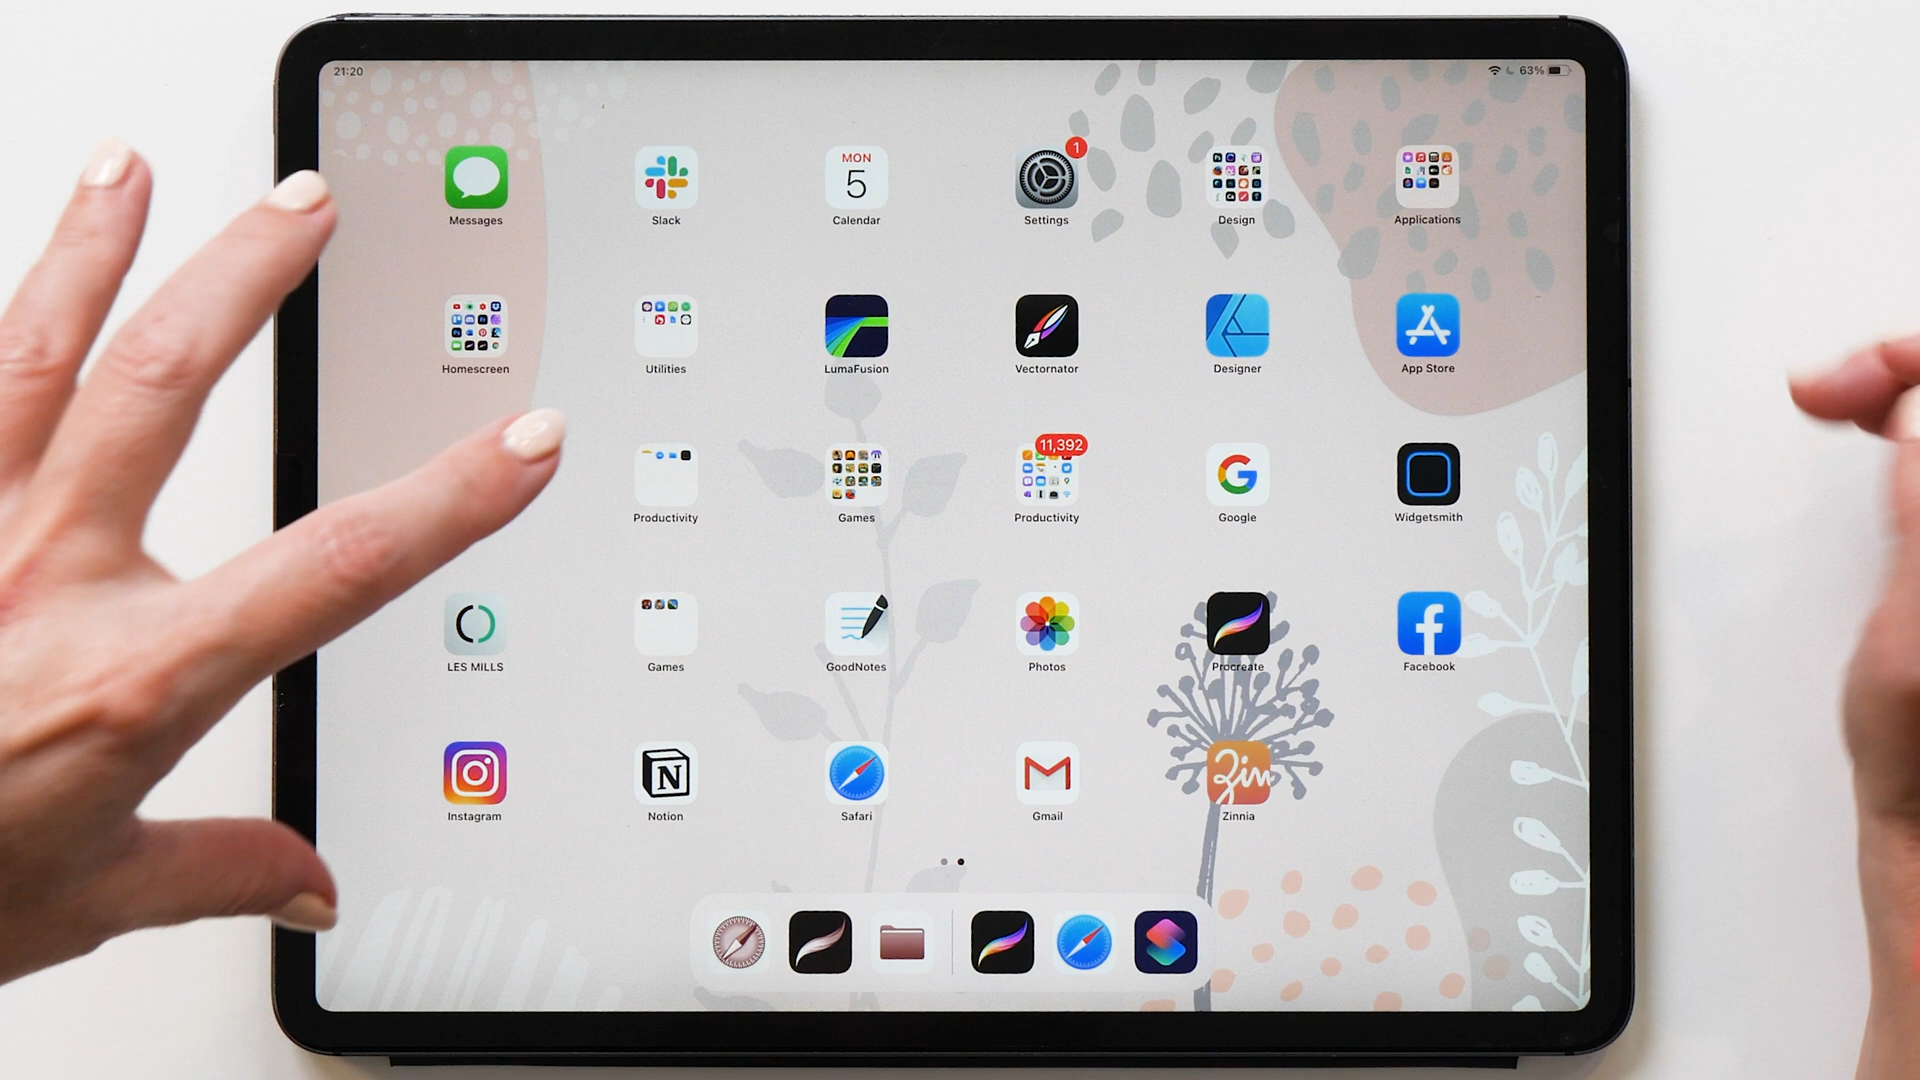 21:20
63%
MON
5
1
Messages
Slack
Calendar
Settings
Design
Applications
Homescreen
Utilities
LumaFusion
Vectornator
Designer
App Store
11,392
Productivity
Games
Productivity
Google
Widgetsmith
LES MILLS
Games
GoodNotes
Photos
Procreate
Facebook
N
Zin
Instagram
Notion
Safari
Gmail
Zinnia